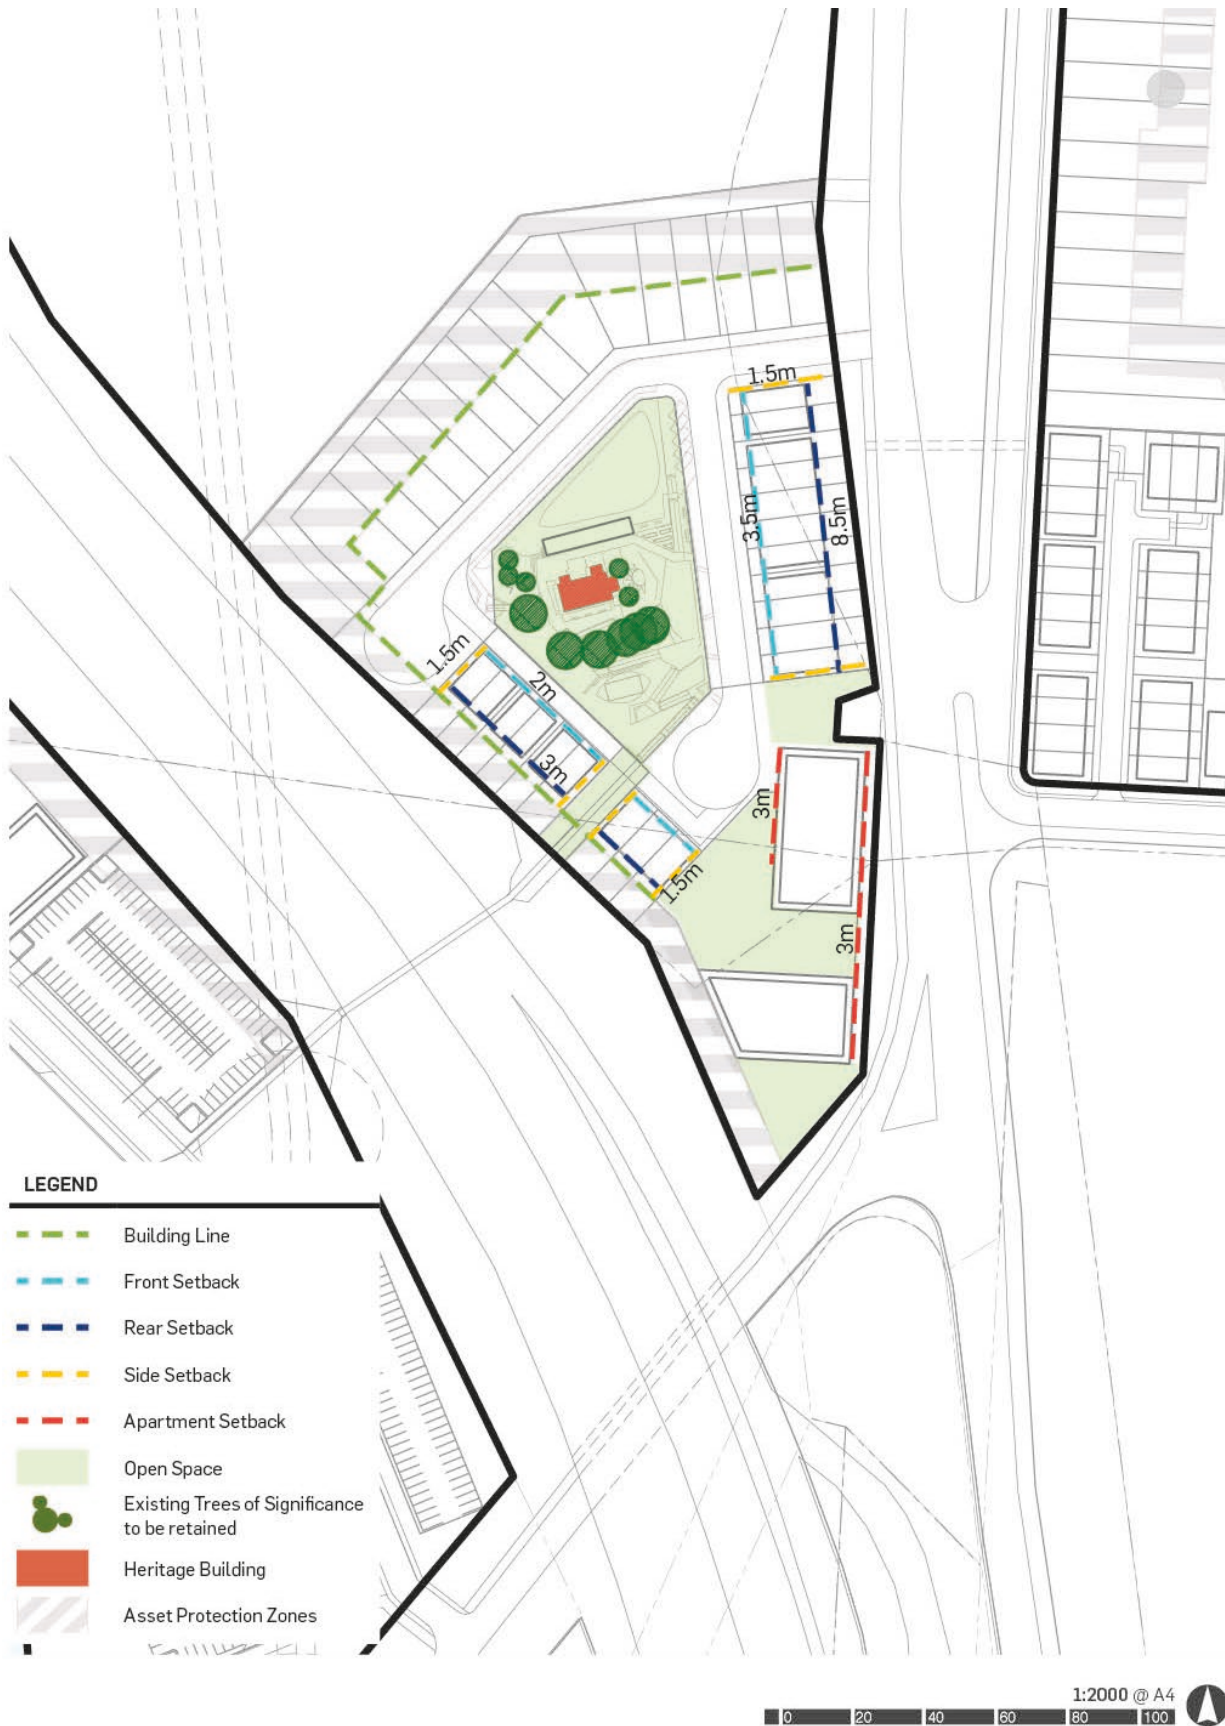 1.5m
3.5m
8.5m
1.5m
2m
3m
3m
1.5m
3m
LEGEND
Building Line
Front Setback
Rear Setback
Side Setback
Apartment Setback
Open Space
Existing Trees of Significance
to be retained
Heritage Building
Asset Protection Zones
1:2000 @ A4
0 20 40 60 80 100